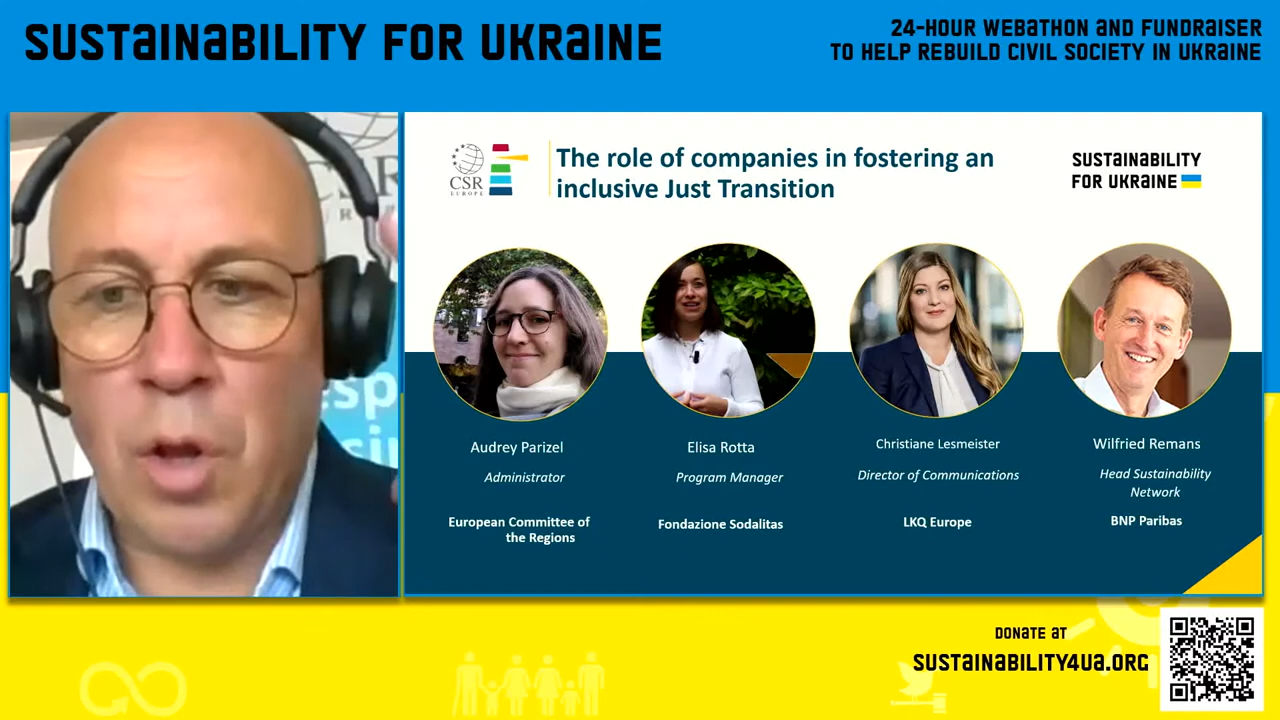 SUSTAINABILITY FOR UKRAINE
24-HOUR WEBATHON AND FUNDRAISER
TO HELP REBUILD CIVIL SOCIETY IN UKRAINE
CSR
EUROPE
The role of companies in fostering an
inclusive Just Transition
SUSTAINABILITY
FOR UKRAINE
Audrey Parizel
Administrator
European Committee of
the Regions
Elisa Rotta
Program Manager
Fondazione Sodalitas
Christiane Lesmeister
Director of Communications
LKQ Europe
Wilfried Remans
Head Sustainability
Network
BNP Paribas
DONATE AT
SUSTAINABILITY4UA.ORG